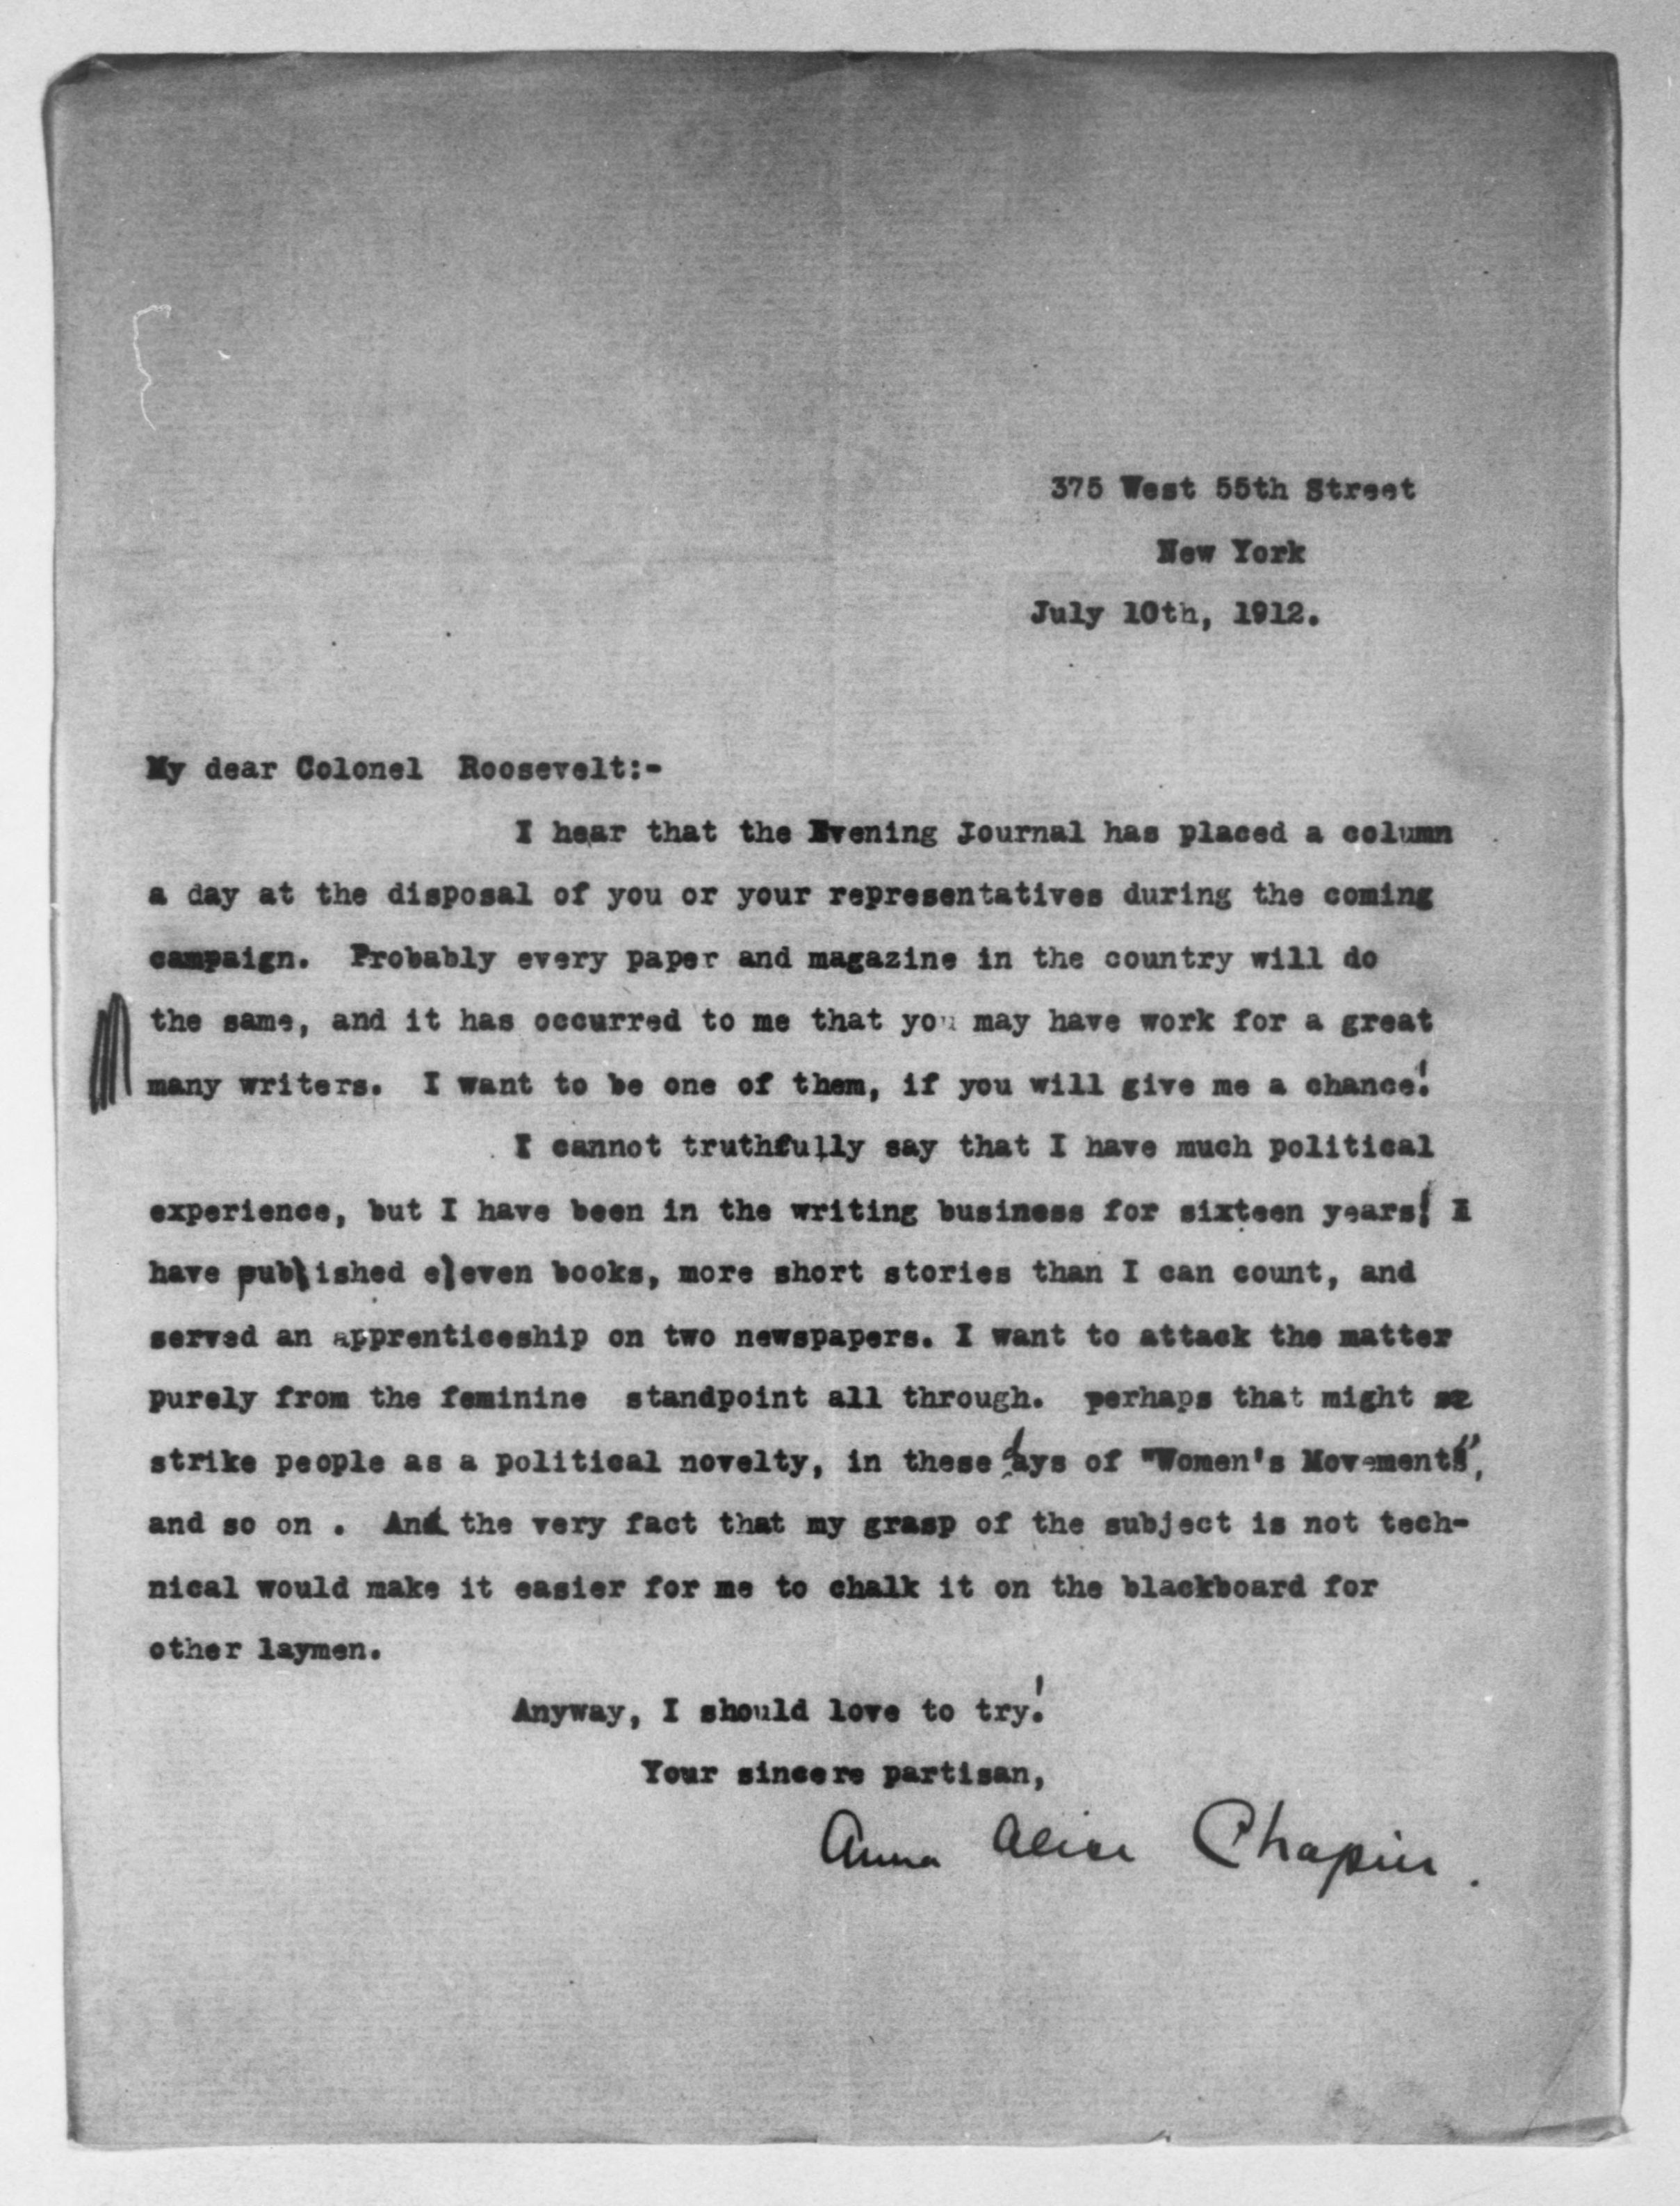 375 West 55th Street
New York
July 10th, 1912.
My dear Colonel Roosevelt:-
I hear that the Evening Journal has placed a column
a day at the disposal of you or your representatives during the coming
campaign. Probably every paper and magazine in the country will do
the same, and it has occurred to me that you may have work for a great
many writers. I want to be one of them, if you will give me a chance!
I cannot truthfully say that I have much political
experience, but I have been in the writing business for sixteen years! I
have published eleven books, more short stories than I can count, and
served an apprenticeship on two newspapers. I want to attack the matter
purely from the feminine standpoint all through. perhaps that might
strike people as a political novelty, in these days of "Women's Movements",
and so on . And the very fact that my grasp of the subject is not tech-
nical would make it easier for me to chalk it on the blackboard for
other laymen.
Anyway, I should love to try!
Your sincere partisan,
Anna Alice Chapin.